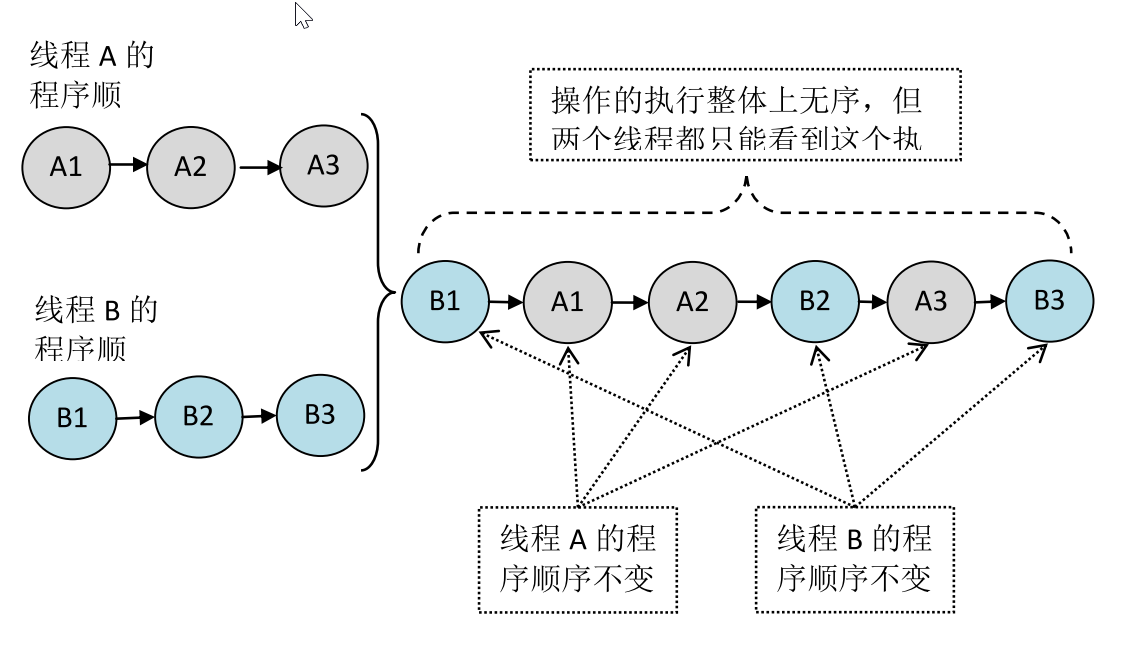 线程 A 的
程序顺
A1
A2
A3
操作的执行整体上无序，但
两个线程都只能看到这个执
线程 B 的
程序顺
B1
B2
B3
B1
A1
A2
B2
A3
B3
线程 A 的程
序顺序不变
线程 B 的程
序顺序不变